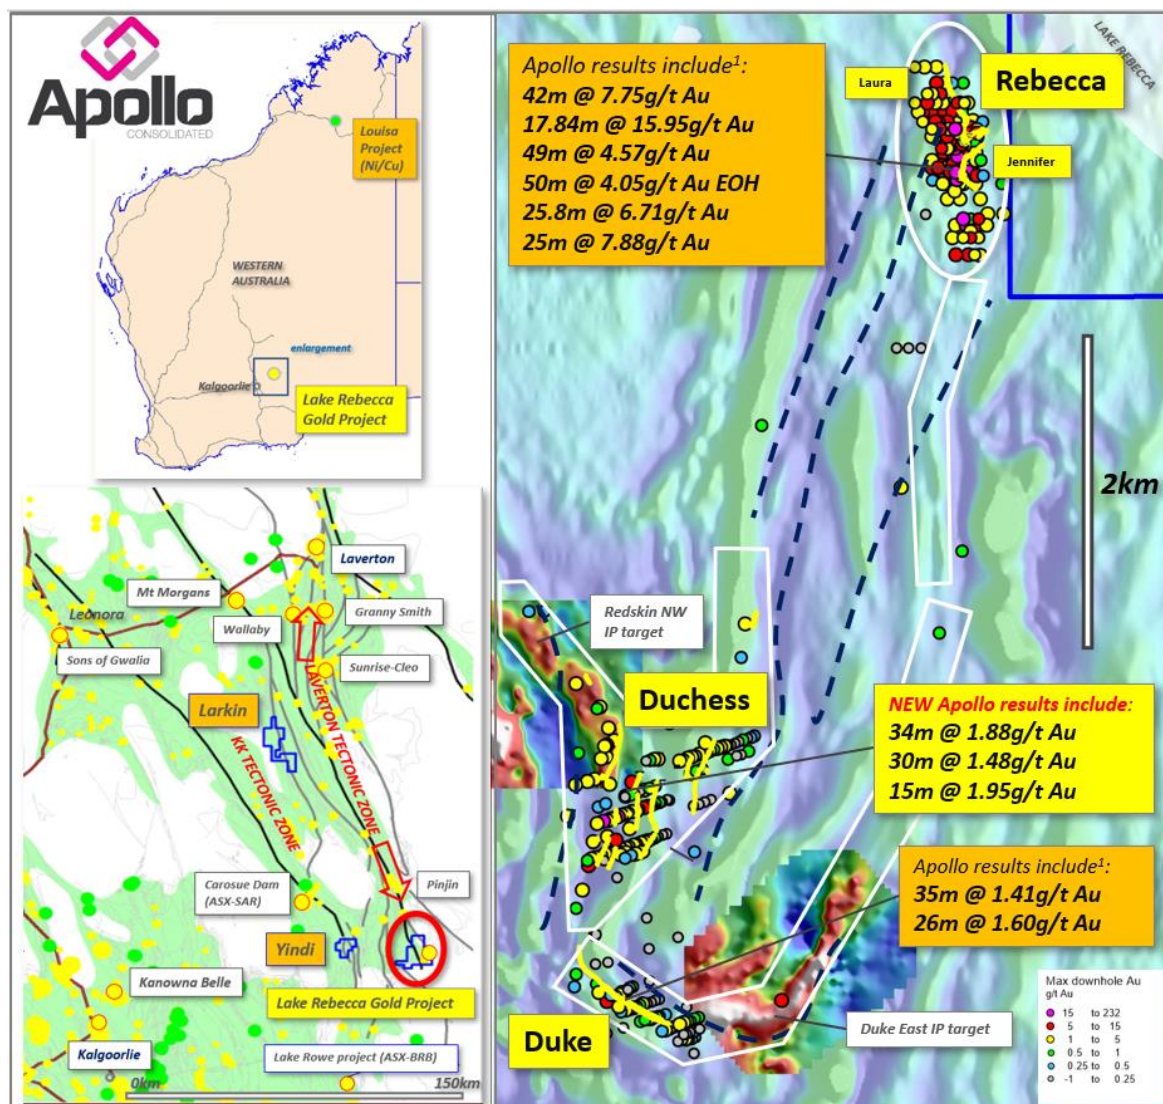 Apollo
CONSOLIDATED
Louisa
Project
(Ni/Cu)
WESTERN
AUSTRALIA
enlargement
Kalgoorlie
Lake Rebecca
Gold Project
Laverton
Mt Morgans
Leonora
Granny Smith
Wallaby
Sons of Gwalia
Sunrise-Cleo
Larkin
LAVERTON TECTONIC ZONE
KK TECTONIC ZONE
Carosue Dam
(ASX-SAR)
Pinjin
Yindi
Kanowna Belle
Lake Rebecca Gold Project
Kalgoorlie
Lake Rowe project (ASX-BRB)
0km
150km
Apollo results include1:
42m @ 7.75g/t Au
17.84m @ 15.95g/t Au
49m @ 4.57g/t Au
50m @ 4.05g/t Au EOH
25.8m @ 6.71g/t Au
25m @ 7.88g/t Au
LAKE REBECCA
Laura
Rebecca
Jennifer
2km
Redskin NW
IP target
Duchess
NEW Apollo results include:
34m @ 1.88g/t Au
30m @ 1.48g/t Au
15m @ 1.95g/t Au
Apollo results include1:
35m @ 1.41g/t Au
26m @ 1.60g/t Au
Duke
Duke East IP target
Max downhole Au
g/t Au
15 to 232
5 to 15
1 to 5
0.5 to 1
0.25 to 0.5
-1 to 0.25